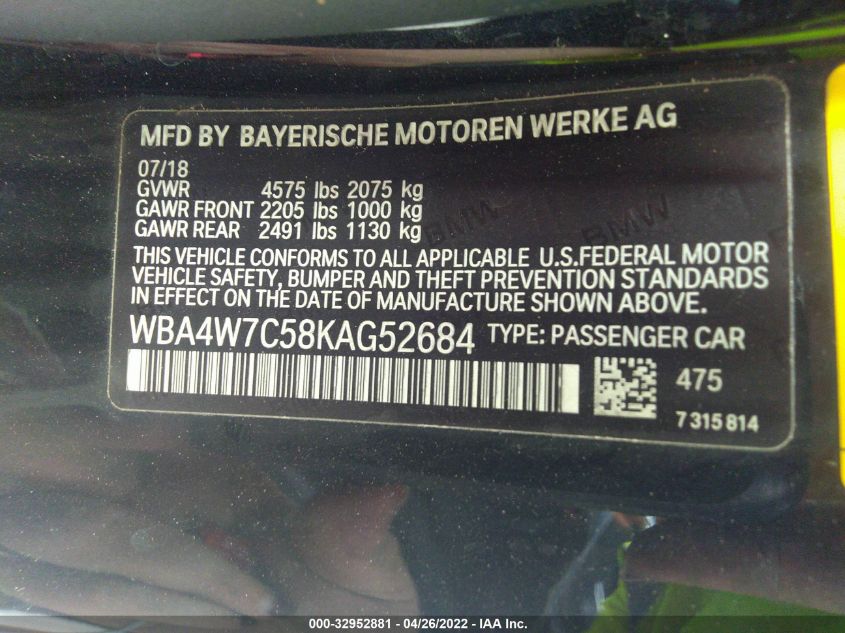 MFD BY BAYERISCHE MOTOREN WERKE AG
07/18
GVWR 4575 lbs 2075 kg
GAWR FRONT 2205 lbs 1000 kg
GAWR REAR 2491 lbs 1130 kg
THIS VEHICLE CONFORMS TO ALL APPLICABLE U.S.FEDERAL MOTOR
VEHICLE SAFETY, BUMPER AND THEFT PREVENTION STANDARDS
IN EFFECT ON THE DATE OF MANUFACTURE SHOWN ABOVE.
WBA4W7C58KAG52684 TYPE: PASSENGER CAR
475
7315814
BMW
BMW
000-32952881 - 04/26/2022 - IAA Inc.